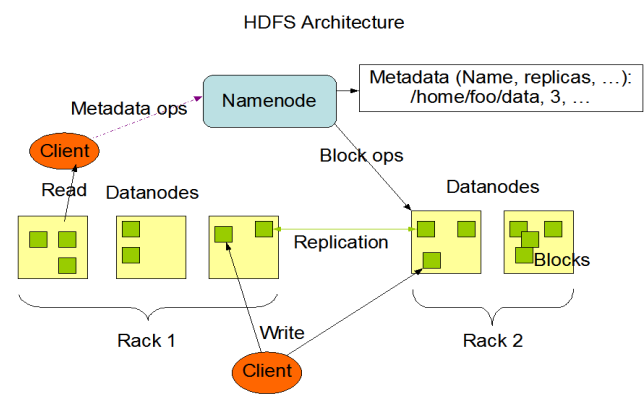 HDFS Architecture
Metadata (Name, replicas, ...):
/home/foo/data, 3, ...
Namenode
Metadata ops
Client
Block ops
Read
Datanodes
Datanodes
Replication
Blocks
Write
Rack 1
Rack 2
Client